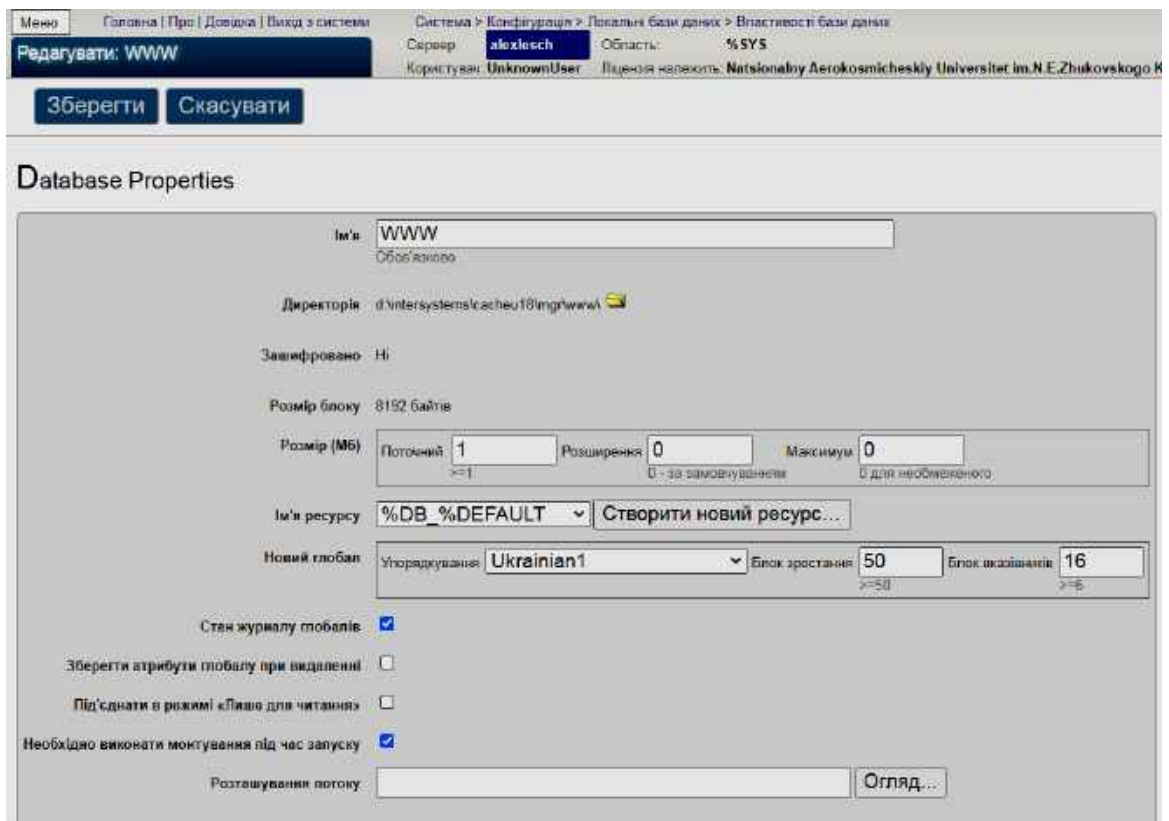 Меню Головна | Про | Довідка | Вихід з системи Система > Конфігурація > Локальні бази даних > Властивості бази даних
Редагувати: WWW
Сервер: alexlesch Область: %SYS
Користувач: UnknownUser Ліцензія належить: Natsionalny Aerokosmicheskiy Universitet im.N.E.Zhukovskogo K
Зберегти Скасувати
Database Properties
Ім'я WWW
Обов'язково
Директорія d:\intersystems\cacheu18\mgr\www\
Зашифровано Ні
Розмір блоку 8192 байтів
Розмір (Мб) Поточний 1 Розширення 0 Максимум 0
>=1 0 - за замовчуванням 0 для необмеженого
Ім'я ресурсу %DB_%DEFAULT Створити новий ресурс...
Новий глобал Упорядкування Ukrainian1 Блок зростання 50 Блок вказівників 16
>=50 >=6
Стан журналу глобалів
Зберегти атрибути глобалу при видаленні
Під'єднати в режимі «Лише для читання»
Необхідно виконати монтування під час запуску
Розташування потоку Огляд...